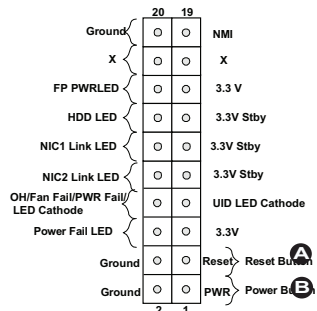 20 19
Ground NMI
X X
FP PWRLED 3.3 V
HDD LED 3.3V Stby
NIC1 Link LED 3.3V Stby
NIC2 Link LED 3.3V Stby
OH/Fan Fail/PWR Fail/
LED Cathode UID LED Cathode
Power Fail LED 3.3V
Ground Reset Reset Button A
Ground PWR Power B
2 1